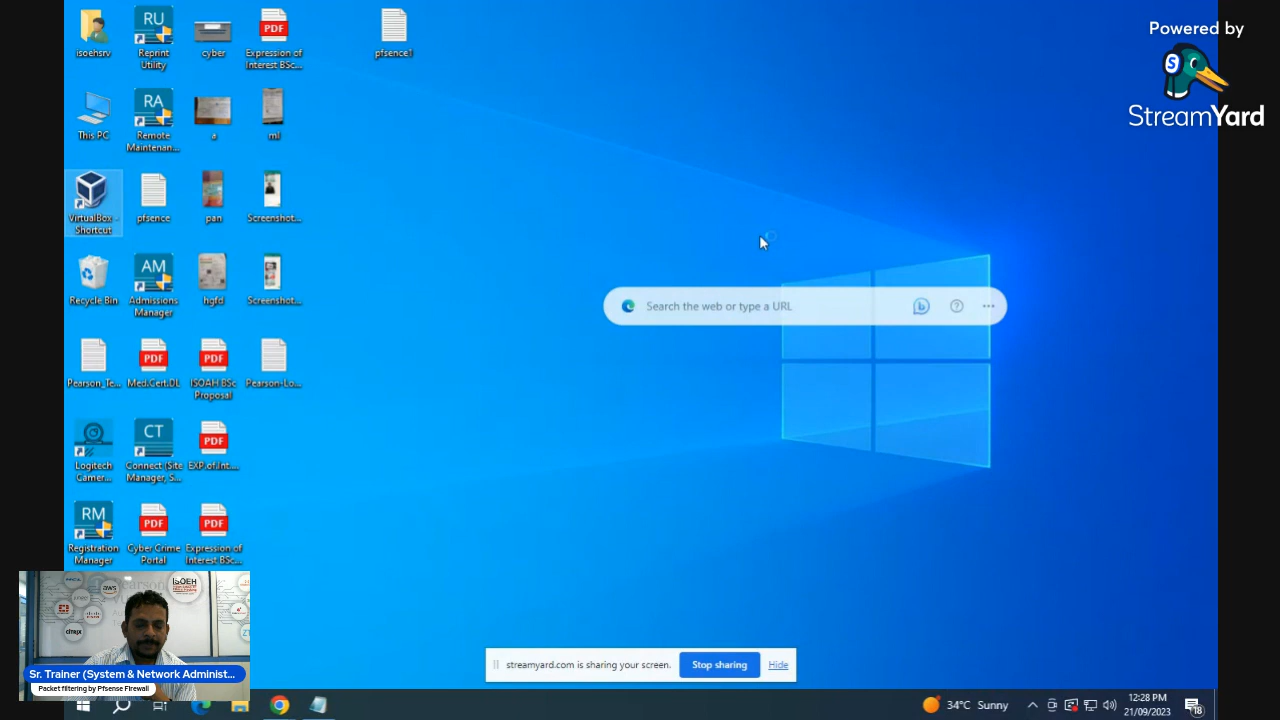 Powered by
StreamYard
isoehsrv
RU
Reprint
Utility
cyber
PDF
Expression of
Interest BSc...
pfsence1
This PC
RA
Remote
Maintenan...
a
ml
VirtualBox -
Shortcut
pfsence
pan
Screenshot...
Recycle Bin
AM
Admissions
Manager
hgfd
Screenshot...
Search the web or type a URL
Pearson_Te...
PDF
Med.Cert.DL
PDF
ISOAH BSc
Proposal
Pearson-Lo...
Logitech
Camer...
CT
Connect (Site
Manager, S...
PDF
EXP.of.Int....
RM
Registration
Manager
PDF
Cyber Crime
Portal
PDF
Expression of
Interest BSc...
aws
ISOEH
citrix
Sr. Trainer (System & Network Administ...
Packet filtering by Pfsense Firewall
streamyard.com is sharing your screen.
Stop sharing
Hide
34°C Sunny
12:28 PM
21/09/2023
18